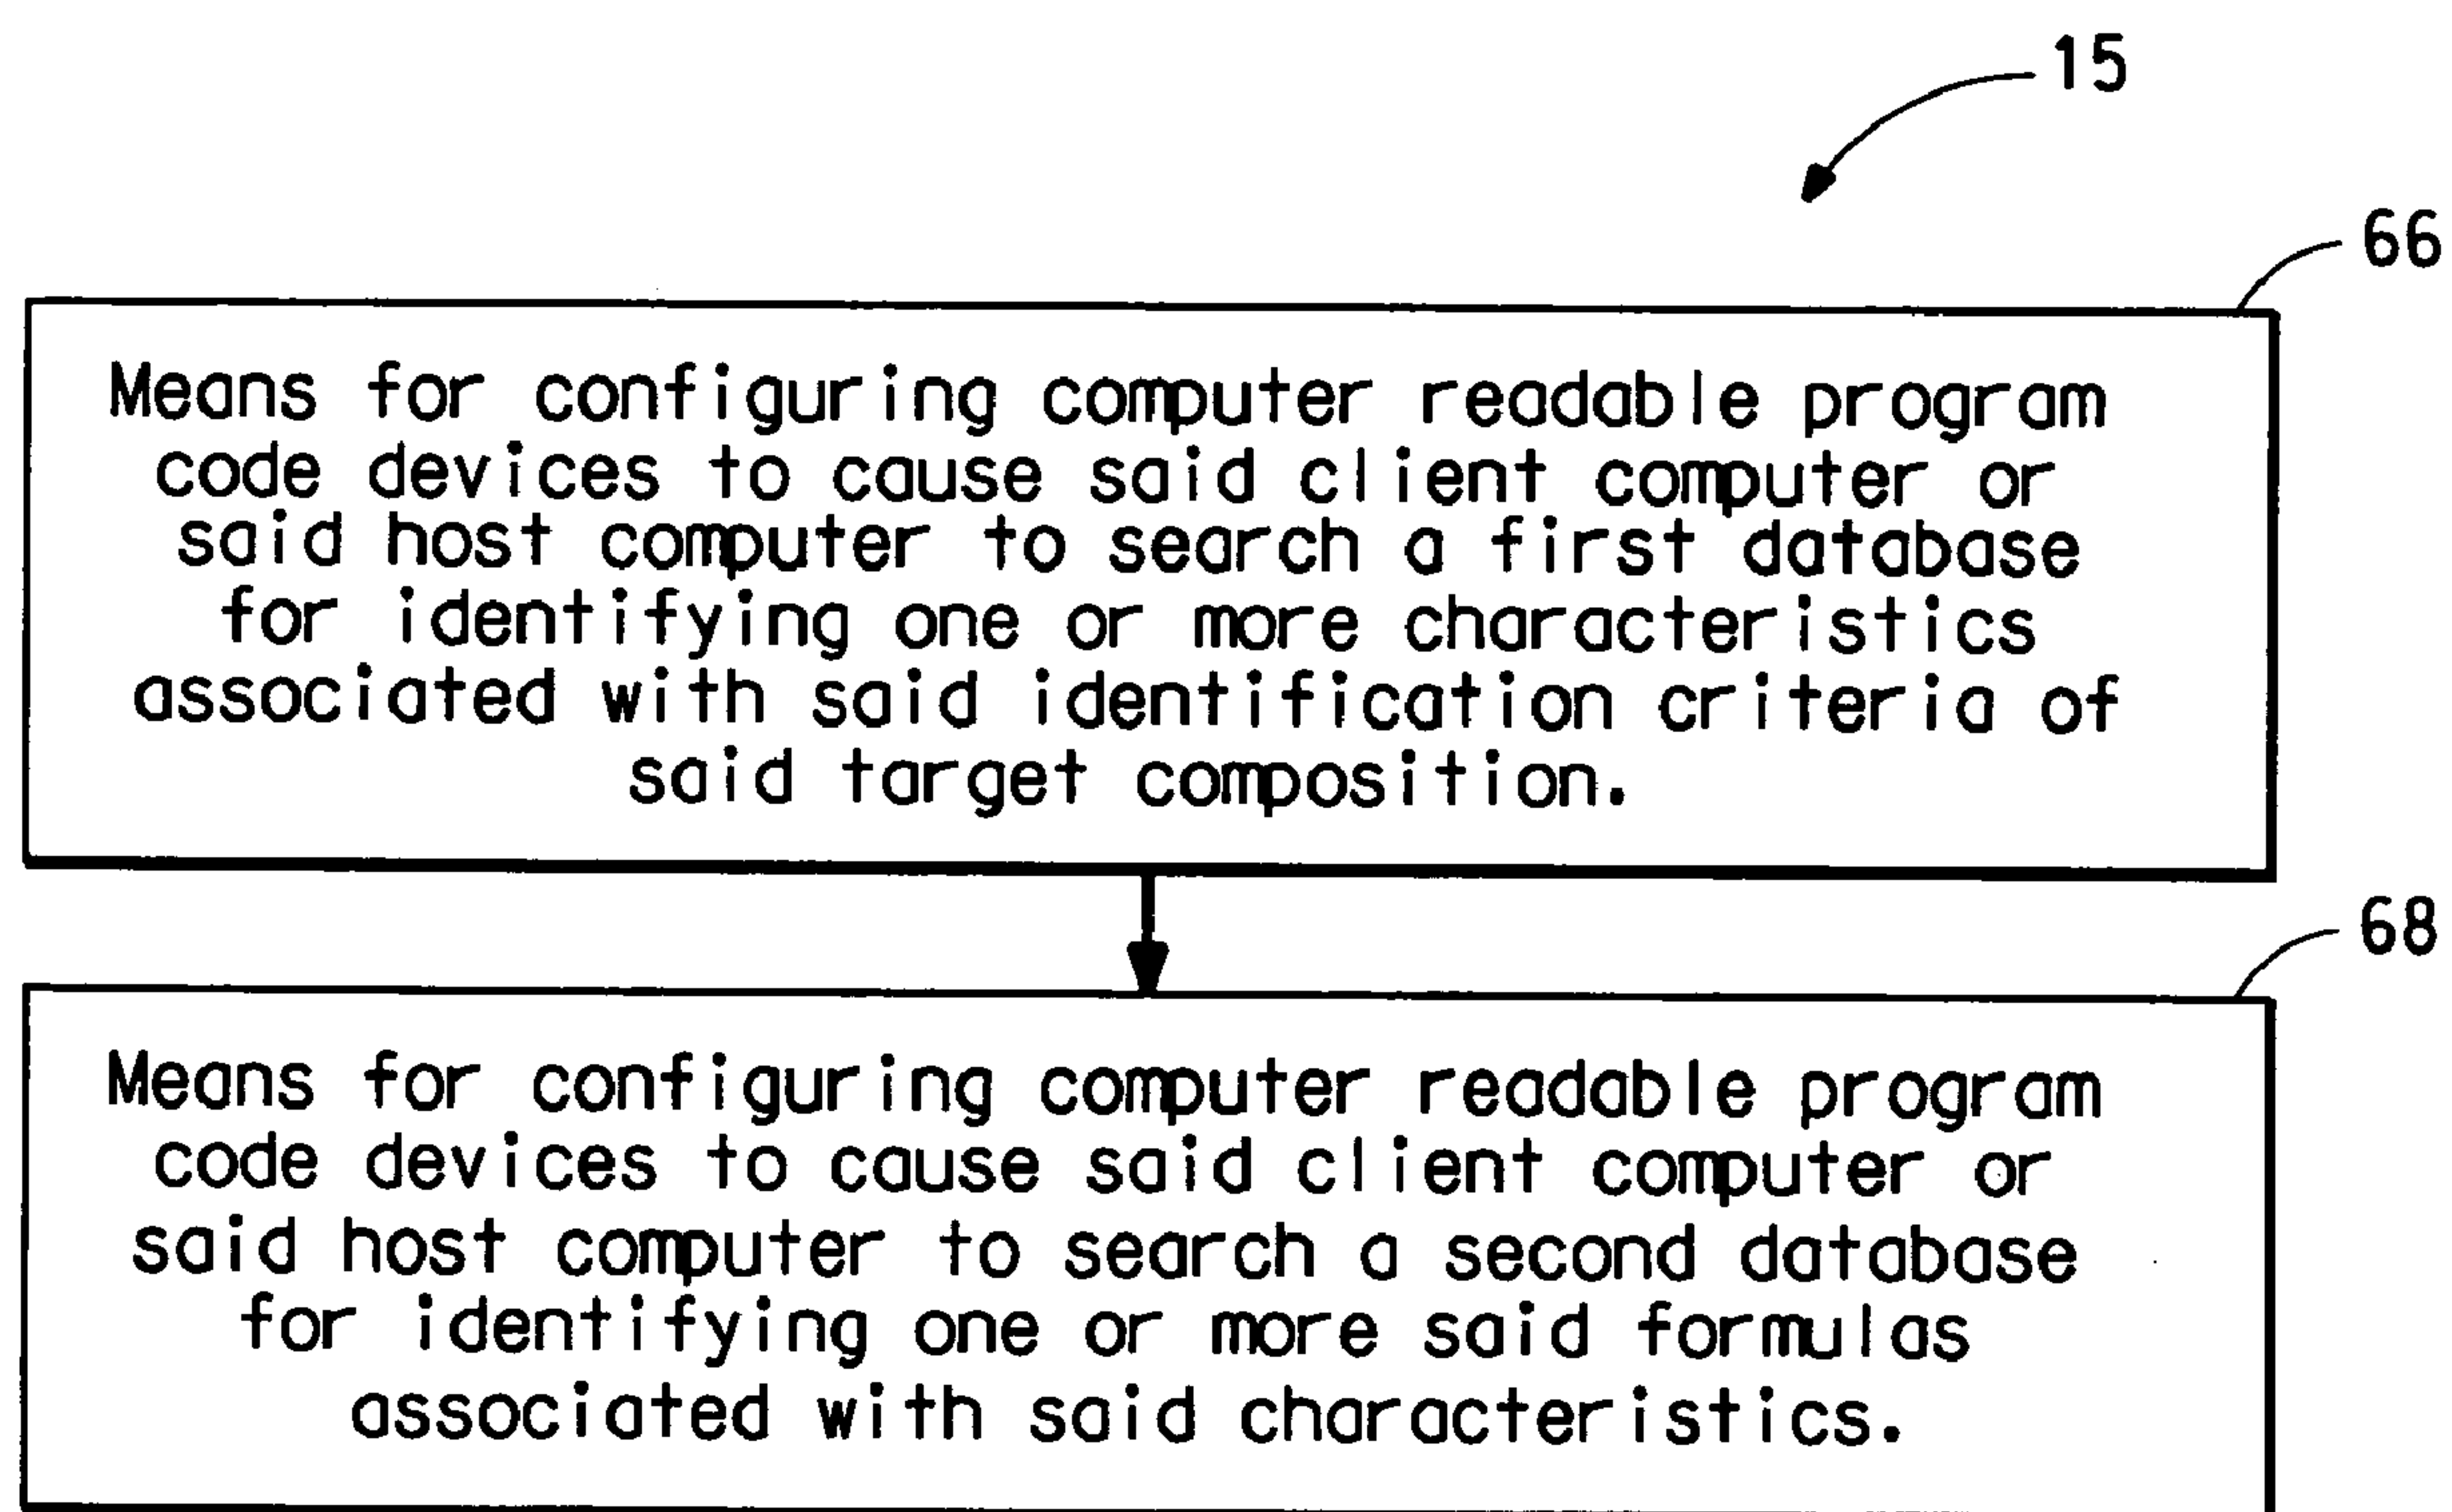 15
66
Means for configuring computer readable program
code devices to cause said client computer or
said host computer to search a first database
for identifying one or more characteristics
associated with said identification criteria of
said target composition.
68
Means for configuring computer readable program
code devices to cause said client computer or
said host computer to search a second database
for identifying one or more said formulas
associated with said characteristics.